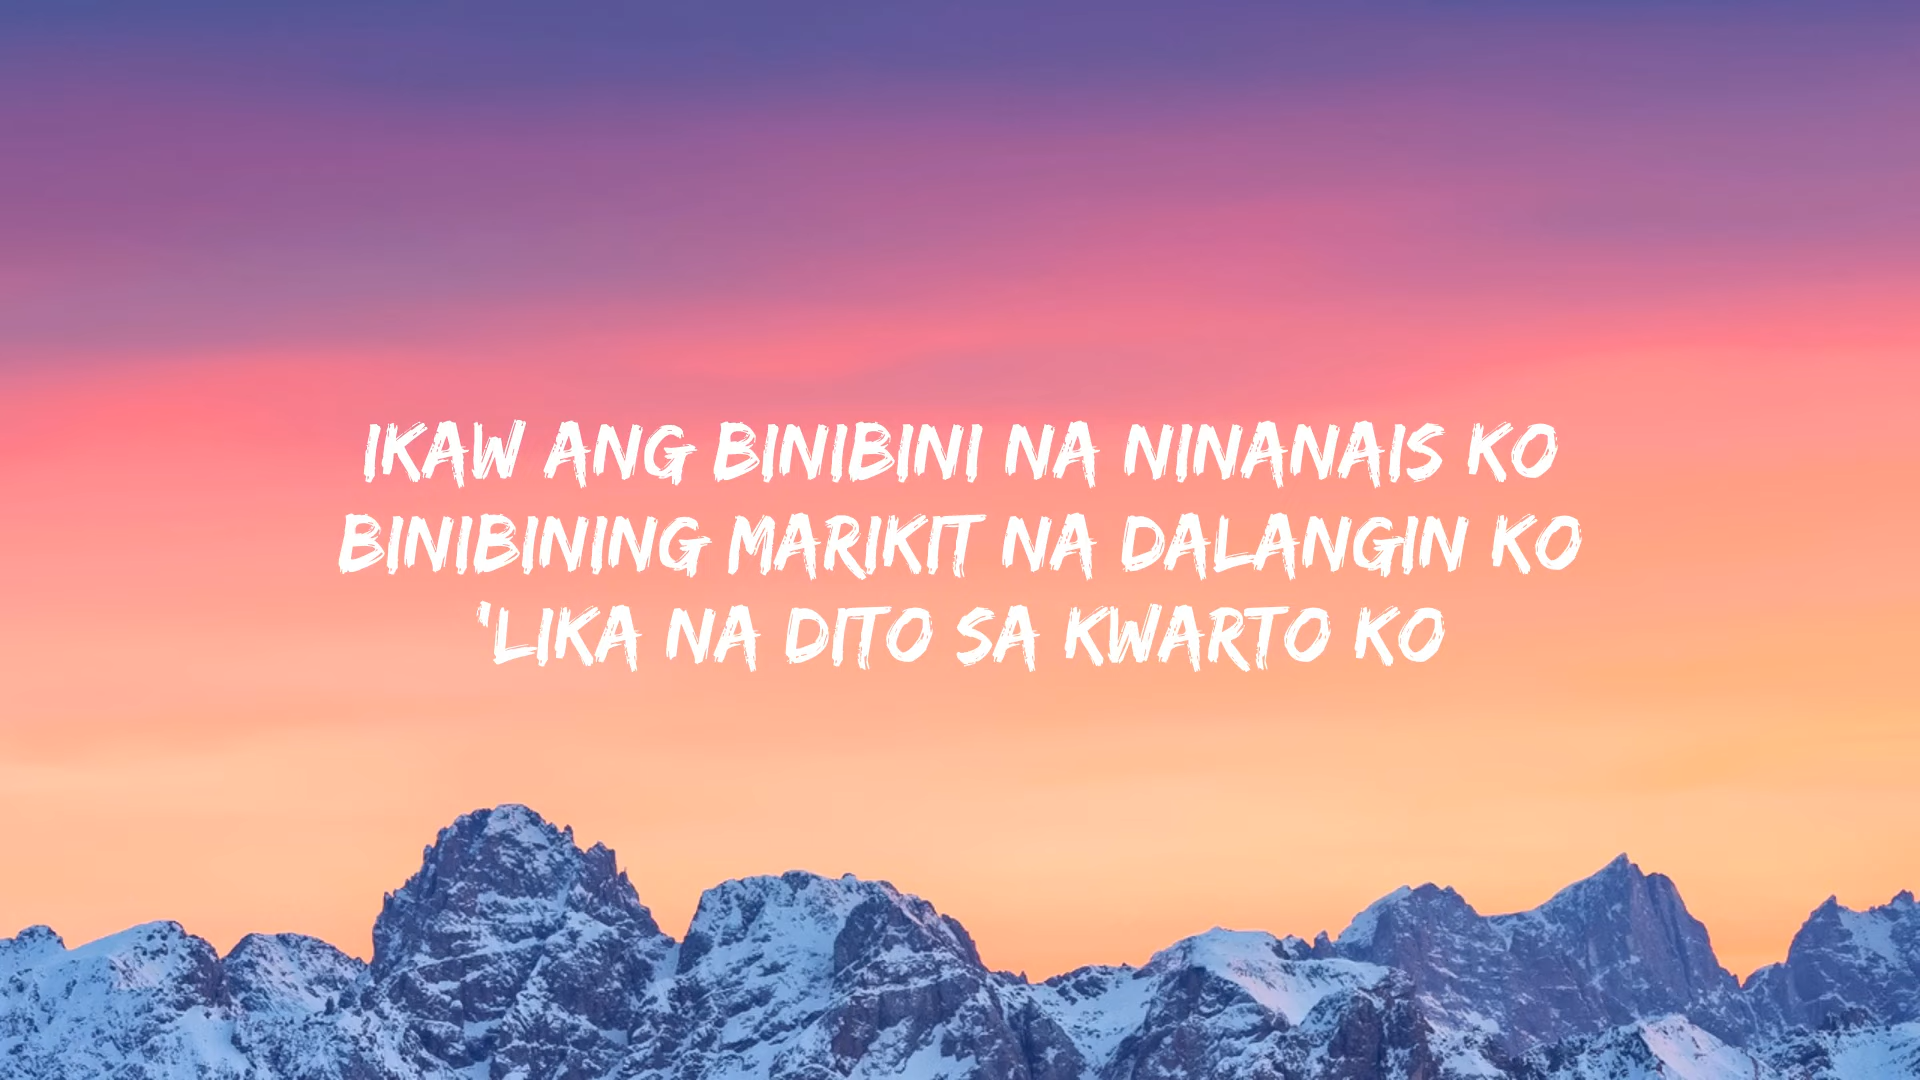 IKAW ANG BINIBINI NA NINANAIS KO
BINIBINING MARIKIT NA DALANGIN KO
'LIKA NA DITO SA KWARTO KO